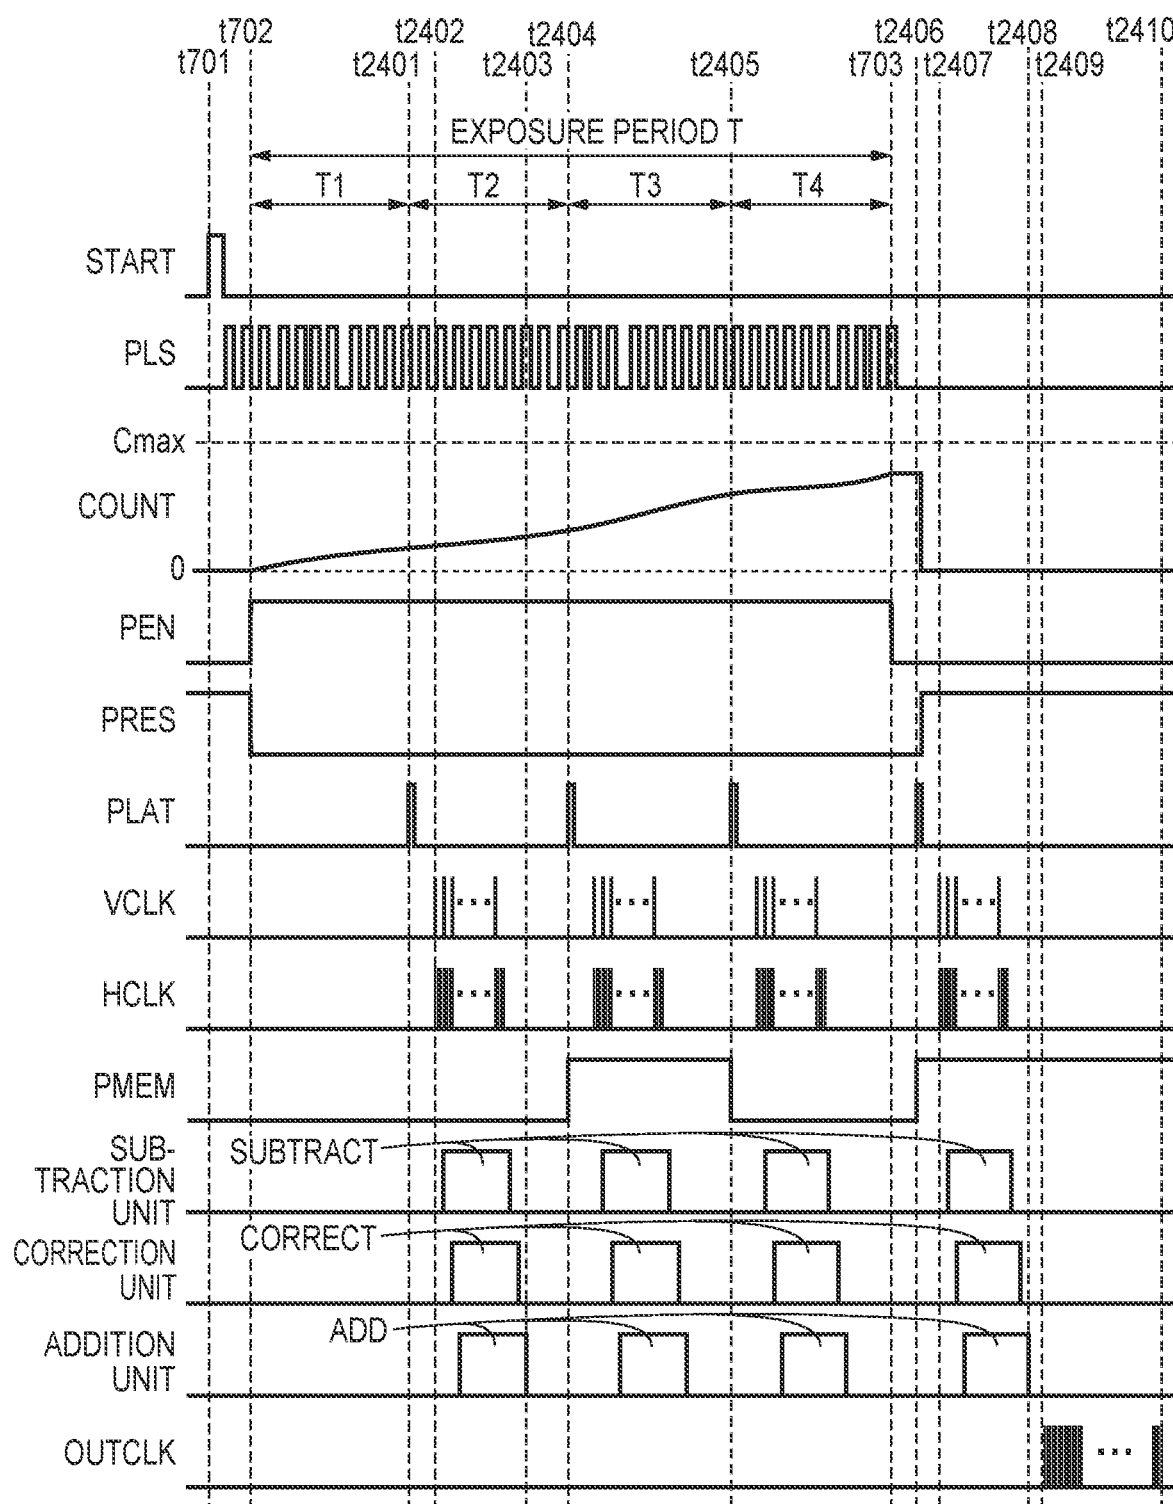 t702 t2402 t2404 t2406 t2408 t2410
t701 t2401 t2403 t2405 t703 t2407 t2409
EXPOSURE PERIOD T
T1 T2 T3 T4
START
PLS
Cmax
COUNT
0
PEN
PRES
PLAT
VCLK
HCLK
PMEM
SUB-
TRACTION
UNIT
SUBTRACT
CORRECTION
UNIT
CORRECT
ADDITION
UNIT
ADD
OUTCLK